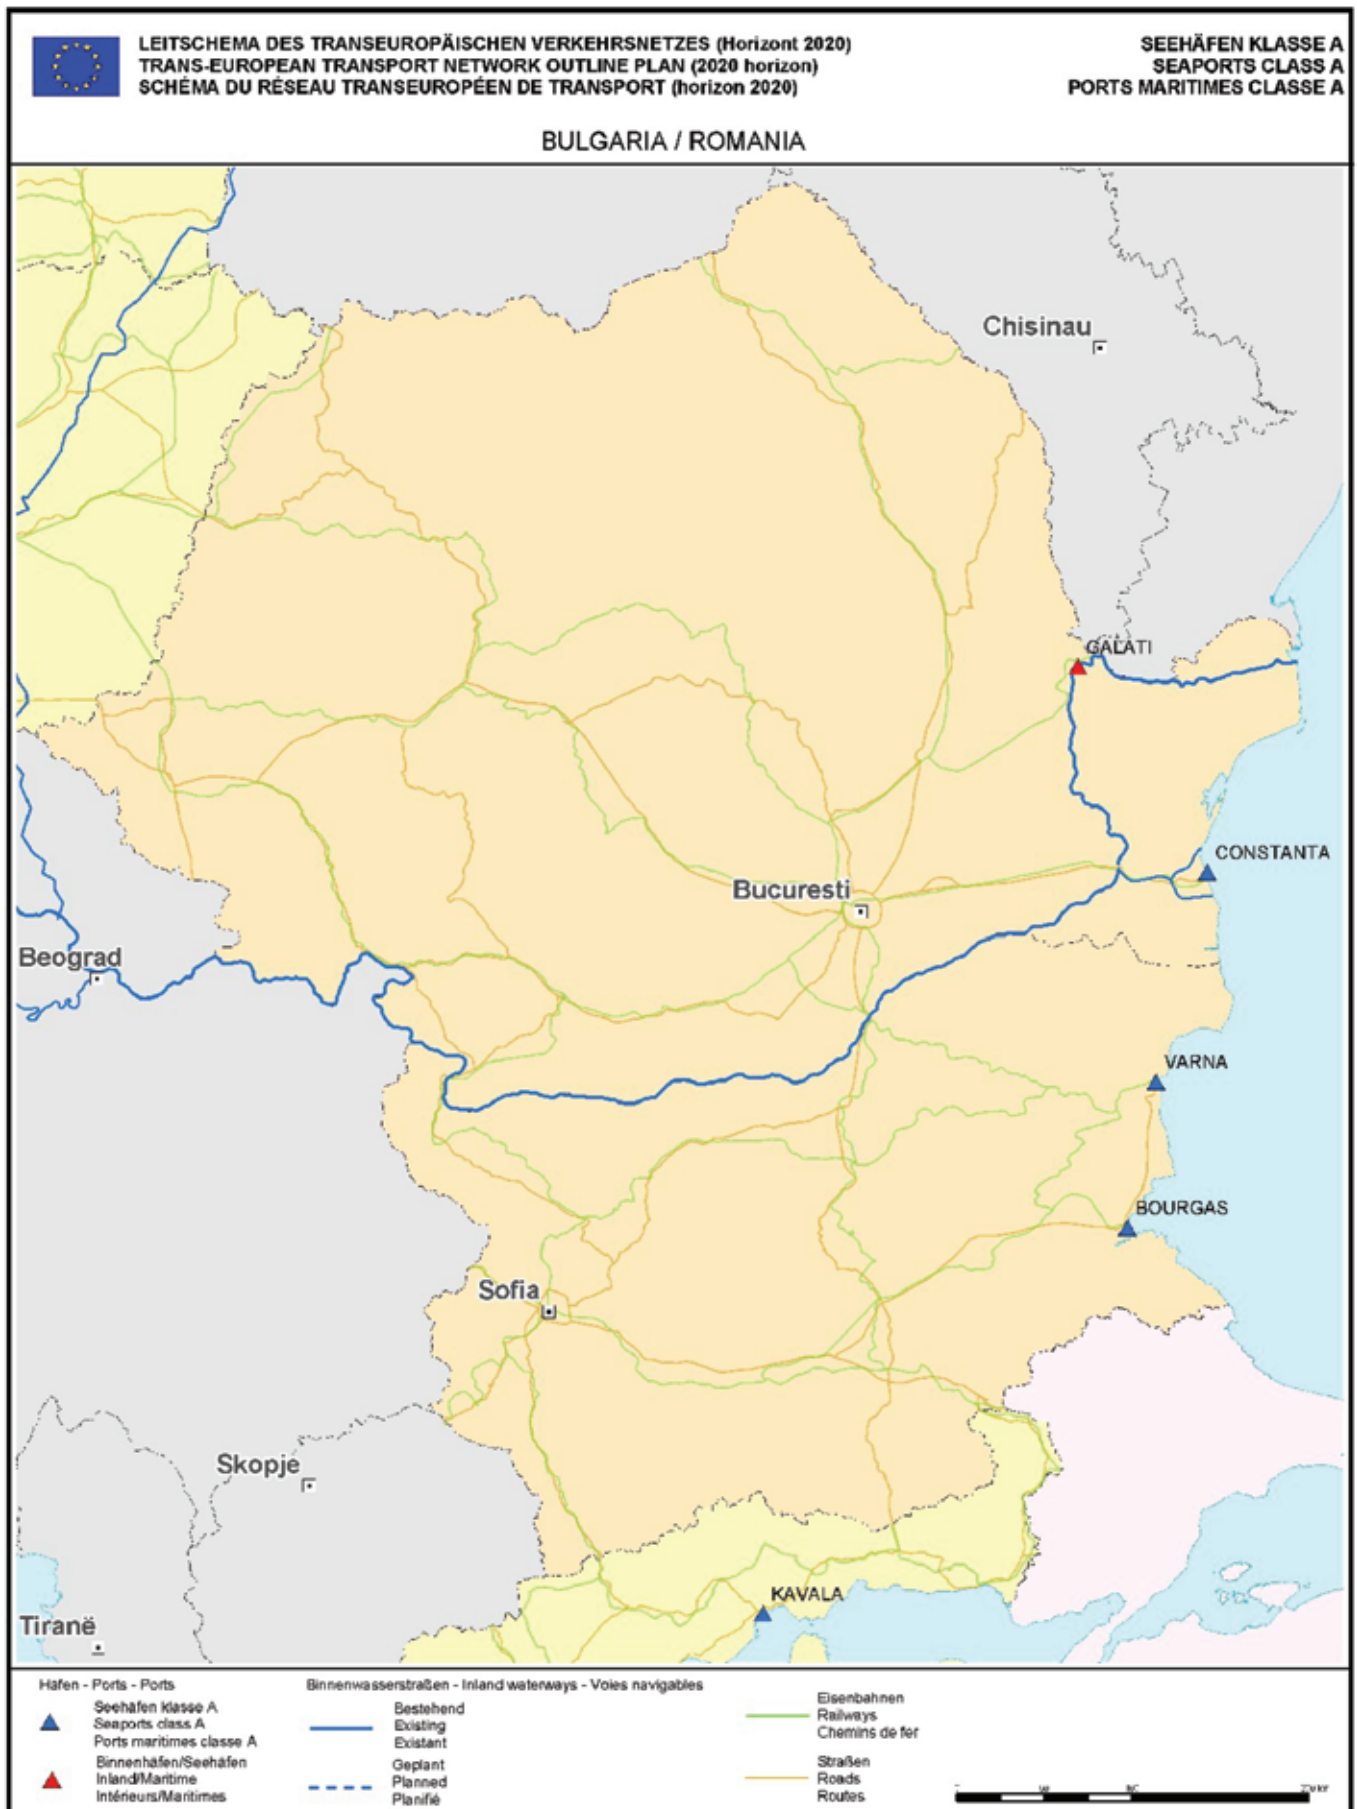 LEITSCHEMA DES TRANSEUROPÄISCHEN VERKEHRSNETZES (Horizont 2020)
TRANS-EUROPEAN TRANSPORT NETWORK OUTLINE PLAN (2020 horizon)
SCHÉMA DU RÉSEAU TRANSEUROPÉEN DE TRANSPORT (horizon 2020)
SEEHÄFEN KLASSE A
SEAPORTS CLASS A
PORTS MARITIMES CLASSE A
BULGARIA / ROMANIA
Chisinau
GALATI
CONSTANTA
Bucuresti
Beograd
VARNA
BOURGAS
Sofia
Skopje
KAVALA
Tiranë
Häfen - Ports - Ports
Seehäfen klasse A
Seaports class A
Ports maritimes classe A
Binnenhäfen/Seehäfen
Inland/Maritime
Intérieurs/Maritimes
Binnenwasserstraßen - Inland waterways - Voies navigables
Bestehend
Existing
Existant
Geplant
Planned
Planifié
Eisenbahnen
Railways
Chemins de fer
Straßen
Roads
Routes